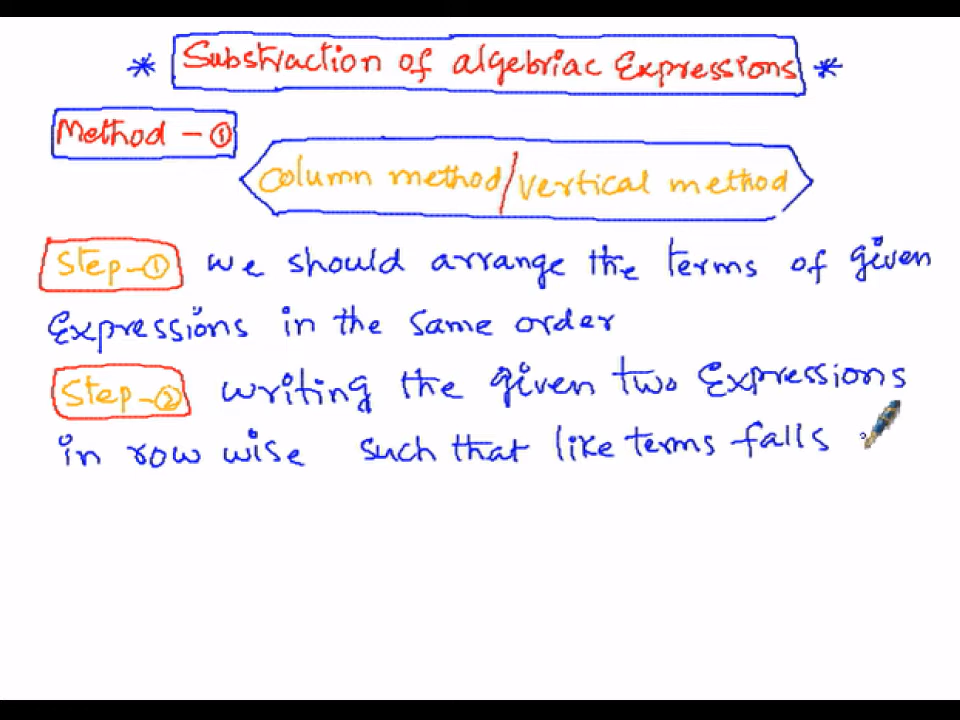 * Substraction of algebriac Expressions *
Method - ①
Column method/vertical method
Step-① we should arrange the terms of given
Expressions in the same order
Step-② writing the given two Expressions
in row wise such that like terms falls